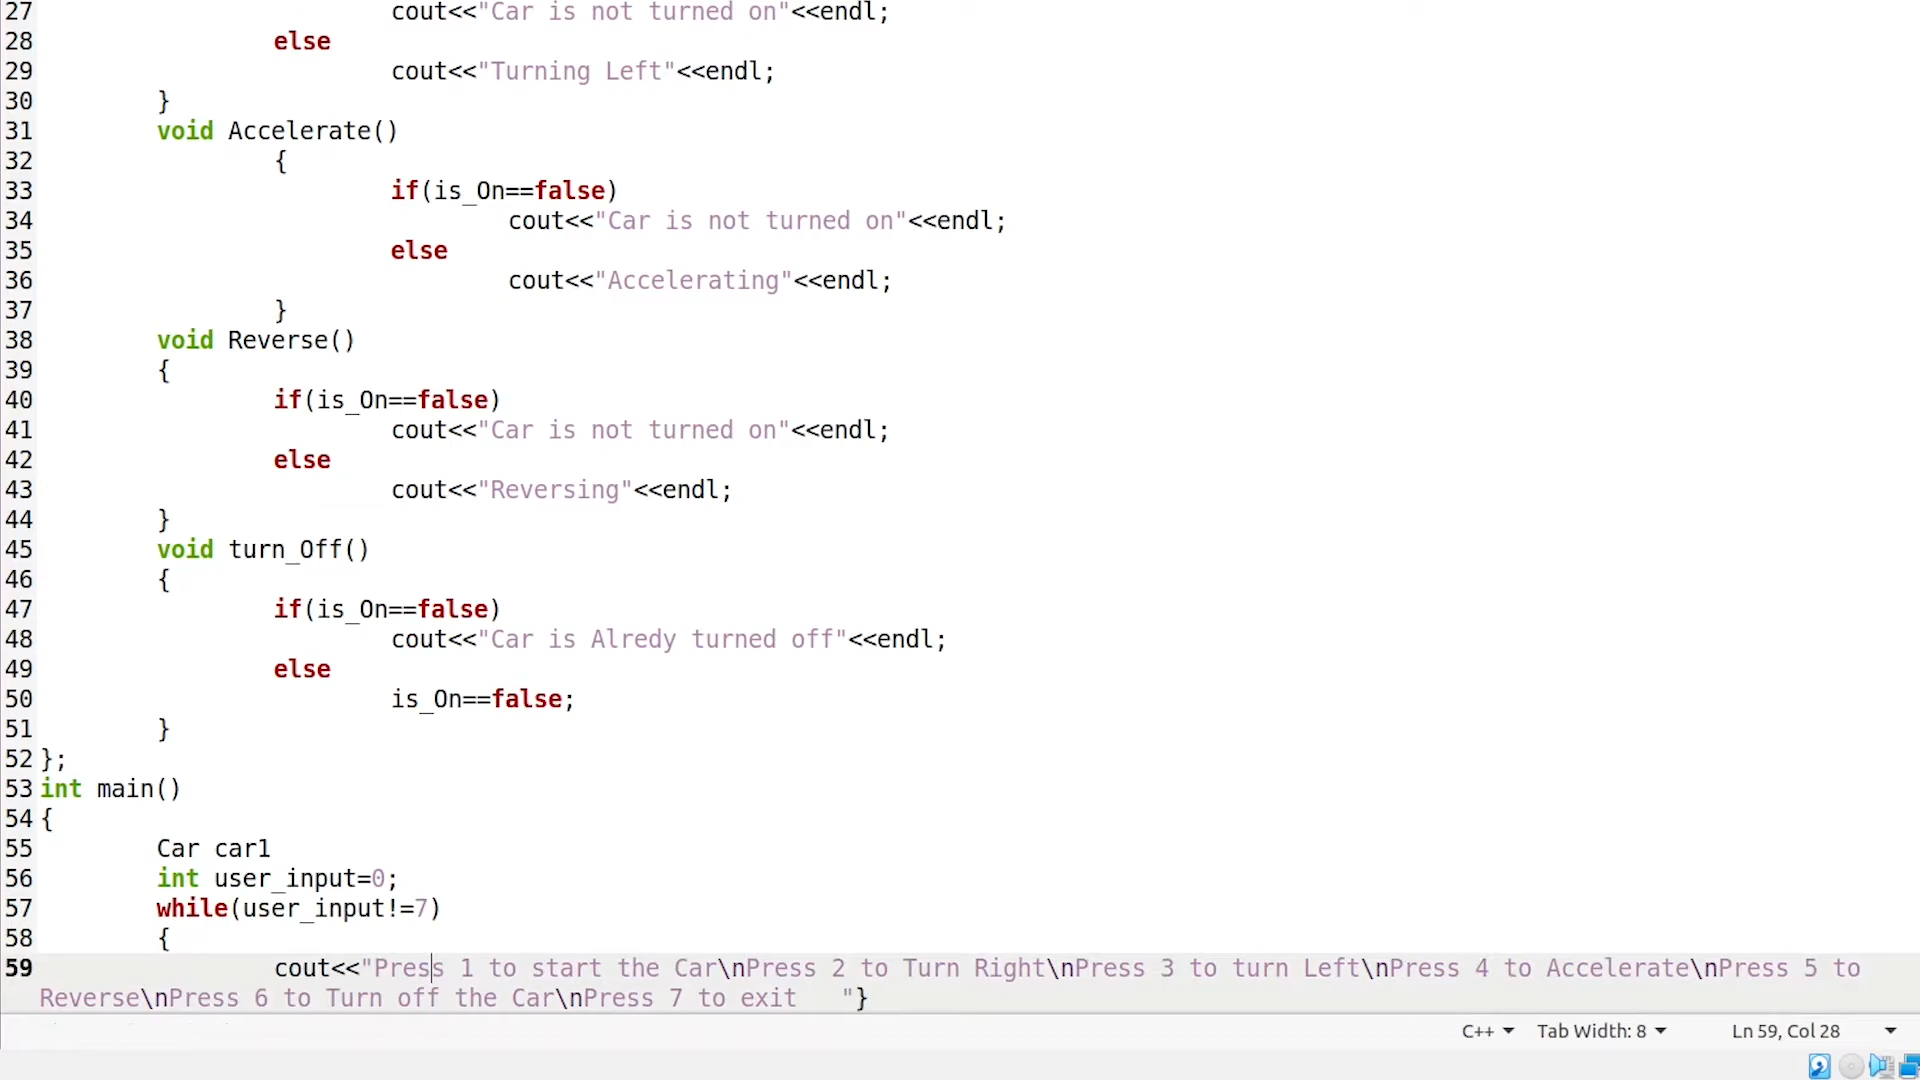 27 cout<<"Car is not turned on"<<endl;
28 else
29 cout<<"Turning Left"<<endl;
30 }
31 void Accelerate()
32 {
33 if(is_On==false)
34 cout<<"Car is not turned on"<<endl;
35 else
36 cout<<"Accelerating"<<endl;
37 }
38 void Reverse()
39 {
40 if(is_On==false)
41 cout<<"Car is not turned on"<<endl;
42 else
43 cout<<"Reversing"<<endl;
44 }
45 void turn_Off()
46 {
47 if(is_On==false)
48 cout<<"Car is Alredy turned off"<<endl;
49 else
50 is_On==false;
51 }
52 };
53 int main()
54 {
55 Car car1
56 int user_input=0;
57 while(user_input!=7)
58 {
59 cout<<"Press 1 to start the Car\nPress 2 to Turn Right\nPress 3 to turn Left\nPress 4 to Accelerate\nPress 5 to
Reverse\nPress 6 to Turn off the Car\nPress 7 to exit   "}
C++ Tab Width: 8 Ln 59, Col 28